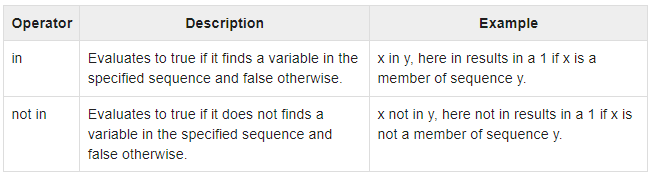 Operator Description Example
in Evaluates to true if it finds a variable in the x in y, here in results in a 1 if x is a
specified sequence and false otherwise. member of sequence y.
not in Evaluates to true if it does not finds a x not in y, here not in results in a 1 if x is
variable in the specified sequence and not a member of sequence y.
false otherwise.